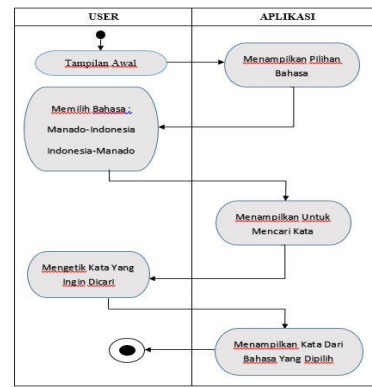 USER
APLIKASI
Tampilan Awal
Menampilkan Pilihan
Bahasa
Memilih Bahasa :
Manado-Indonesia
Indonesia-Manado
Menampilkan Untuk
Mencari Kata
Mengetik Kata Yang
Ingin Dicari
Menampilkan Kata Dari
Bahasa Yang Dipilih